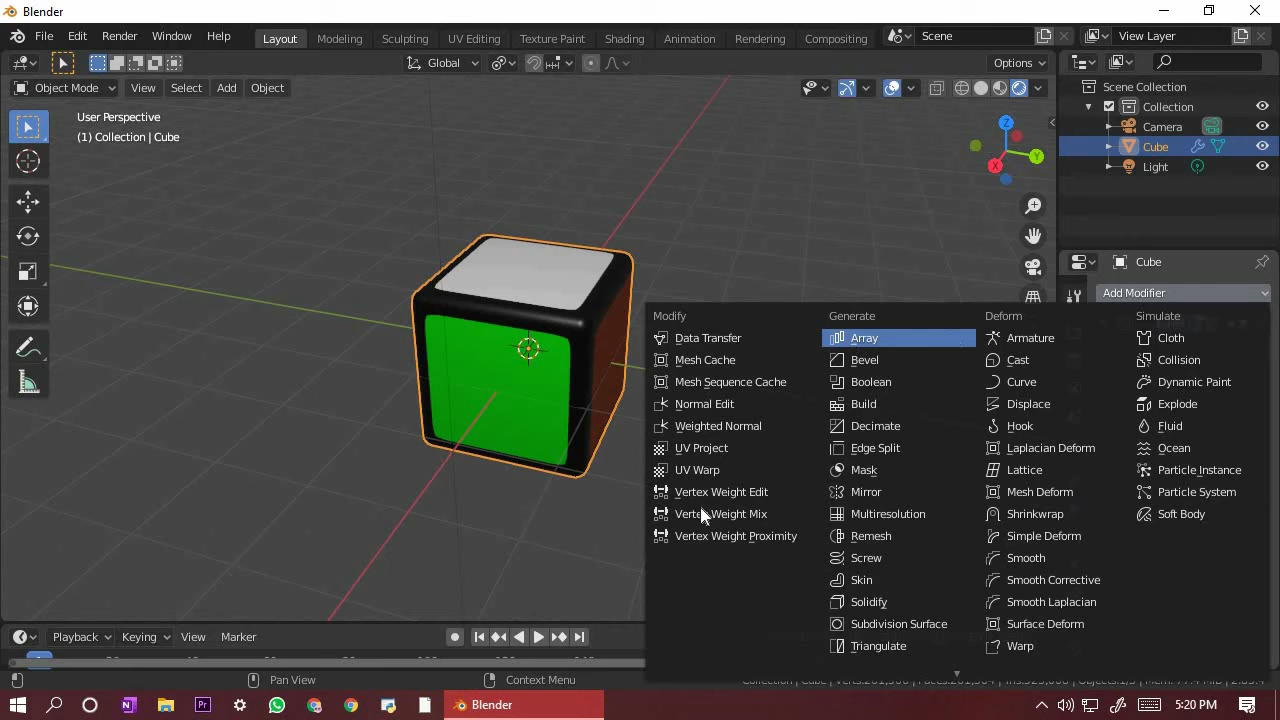 Blender
File Edit Render Window Help
Layout Modeling Sculpting UV Editing Texture Paint Shading Animation Rendering Compositing
Scene
View Layer
Global
Options
Object Mode View Select Add Object
User Perspective
(1) Collection | Cube
Z
Y
X
Scene Collection
Collection
Camera
Cube
Light
Cube
Add Modifier
Modify
Data Transfer
Mesh Cache
Mesh Sequence Cache
Normal Edit
Weighted Normal
UV Project
UV Warp
Vertex Weight Edit
Vertex Weight Mix
Vertex Weight Proximity
Generate
Array
Bevel
Boolean
Build
Decimate
Edge Split
Mask
Mirror
Multiresolution
Remesh
Screw
Skin
Solidify
Subdivision Surface
Triangulate
Deform
Armature
Cast
Curve
Displace
Hook
Laplacian Deform
Lattice
Mesh Deform
Shrinkwrap
Simple Deform
Smooth
Smooth Corrective
Smooth Laplacian
Surface Deform
Warp
Simulate
Cloth
Collision
Dynamic Paint
Explode
Fluid
Ocean
Particle Instance
Particle System
Soft Body
Playback Keying View Marker
Pan View
Context Menu
Blender
5:20 PM